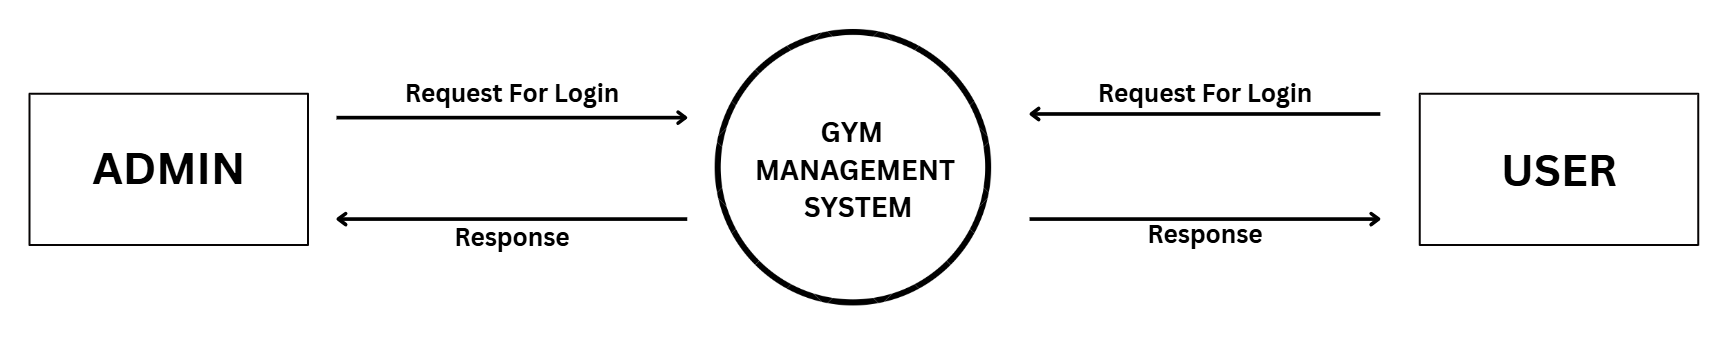 Request For Login
Request For Login
GYM
MANAGEMENT
SYSTEM
ADMIN
USER
Response
Response